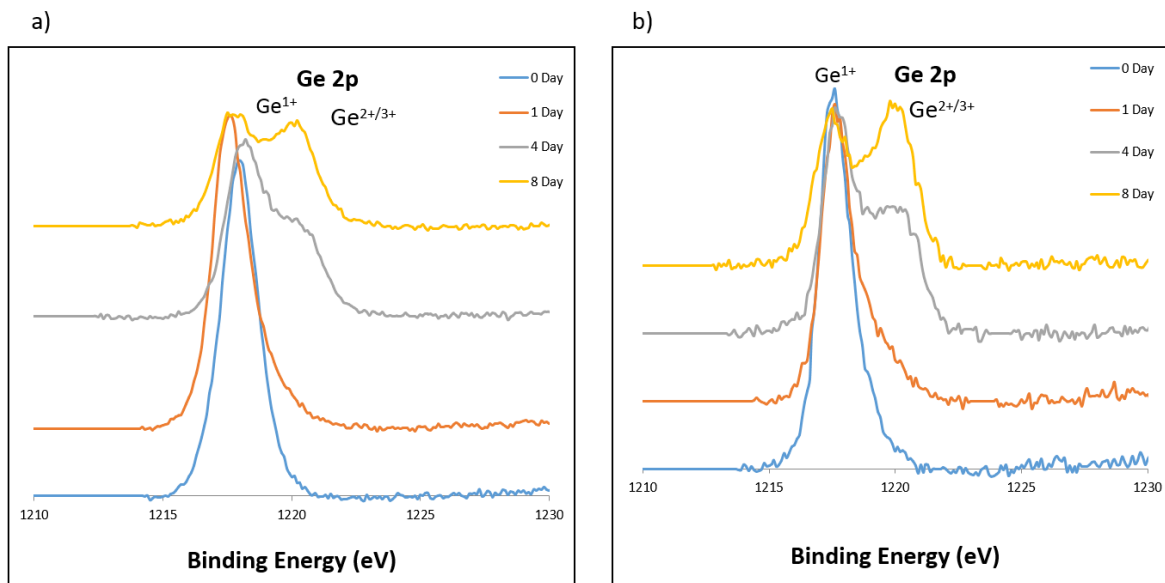 a)
Ge 2p
Ge1+
Ge2+/3+
0 Day
1 Day
4 Day
8 Day
1210 1215 1220 1225 1230
Binding Energy (eV)
b)
Ge1+
Ge 2p
Ge2+/3+
0 Day
1 Day
4 Day
8 Day
1210 1215 1220 1225 1230
Binding Energy (eV)